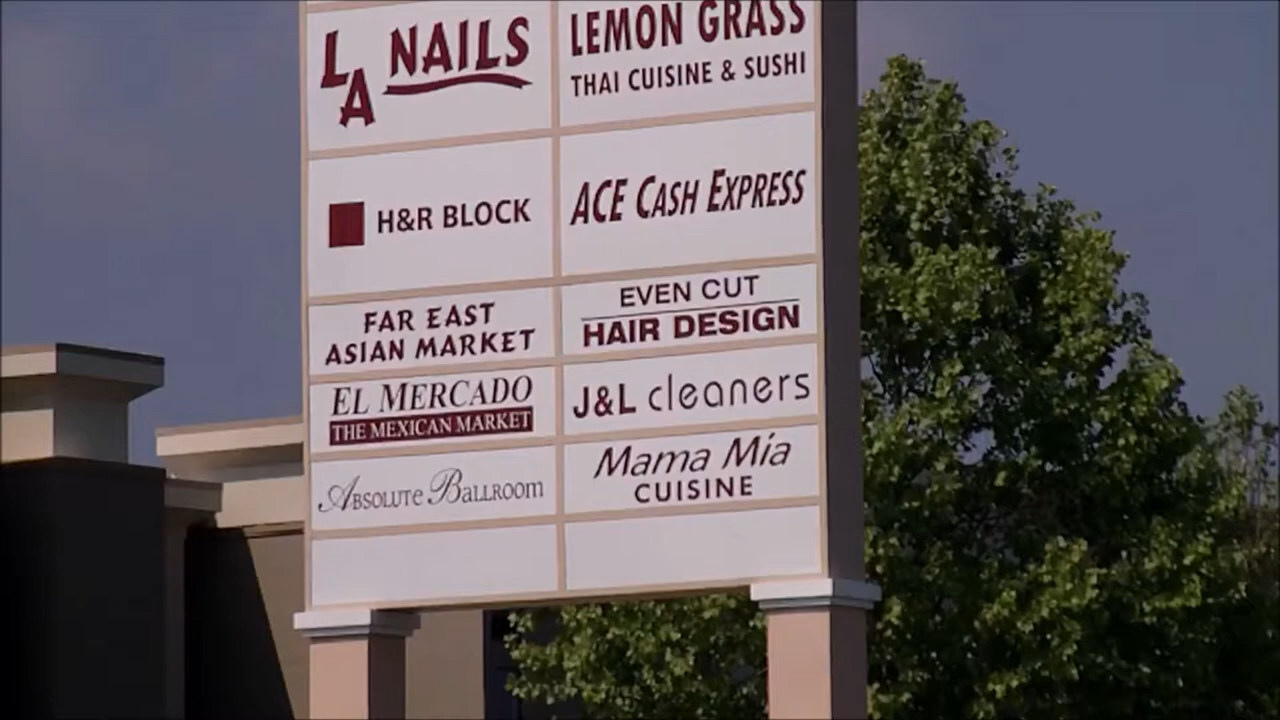 LA NAILS
LEMON GRASS
THAI CUISINE & SUSHI
H&R BLOCK
ACE CASH EXPRESS
FAR EAST
ASIAN MARKET
EVEN CUT
HAIR DESIGN
EL MERCADO
THE MEXICAN MARKET
J&L cleaners
ABSOLUTE BALLROOM
Mama Mía
CUISINE